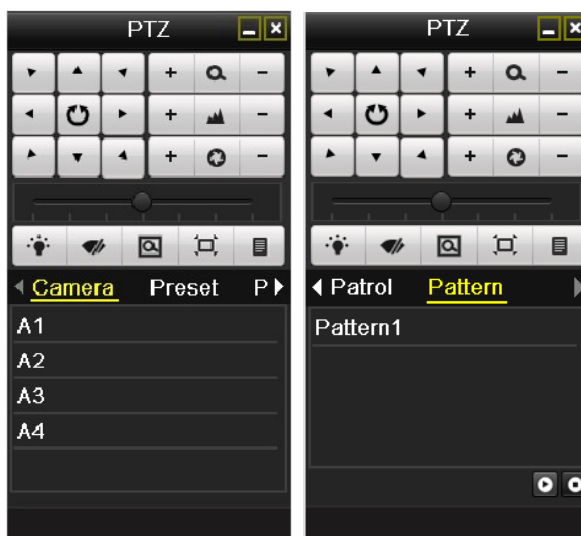 PTZ
Camera Preset P
A1
A2
A3
A4
PTZ
Patrol Pattern
Pattern1